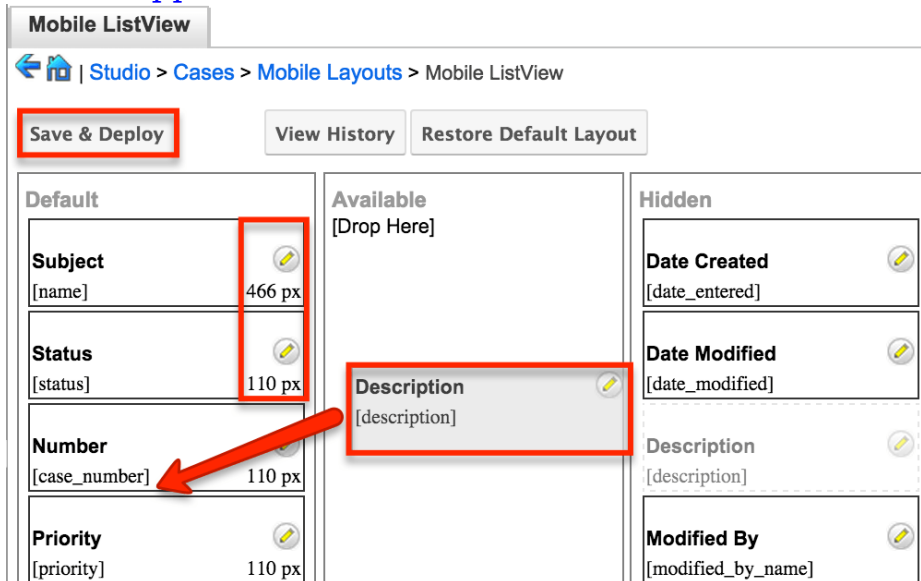 Mobile ListView
| Studio > Cases > Mobile Layouts > Mobile ListView
Save & Deploy
View History
Restore Default Layout
Default
Subject
[name]
466 px
Status
[status]
110 px
Number
[case_number]
110 px
Priority
[priority]
110 px
Available
[Drop Here]
Description
[description]
Hidden
Date Created
[date_entered]
Date Modified
[date_modified]
Description
[description]
Modified By
[modified_by_name]